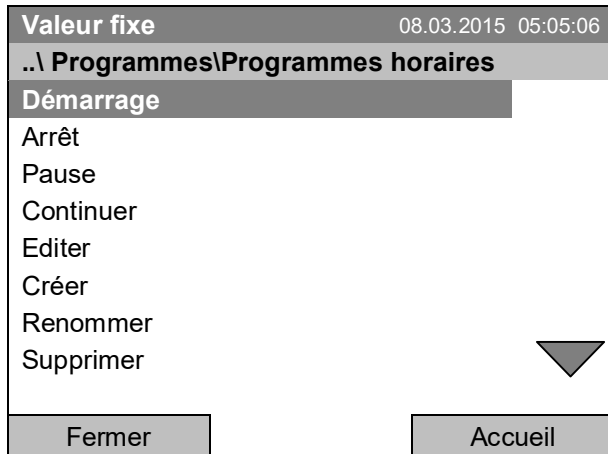 Valeur fixe 08.03.2015 05:05:06
..\ Programmes\Programmes horaires
Démarrage
Arrêt
Pause
Continuer
Editer
Créer
Renommer
Supprimer
Fermer Accueil